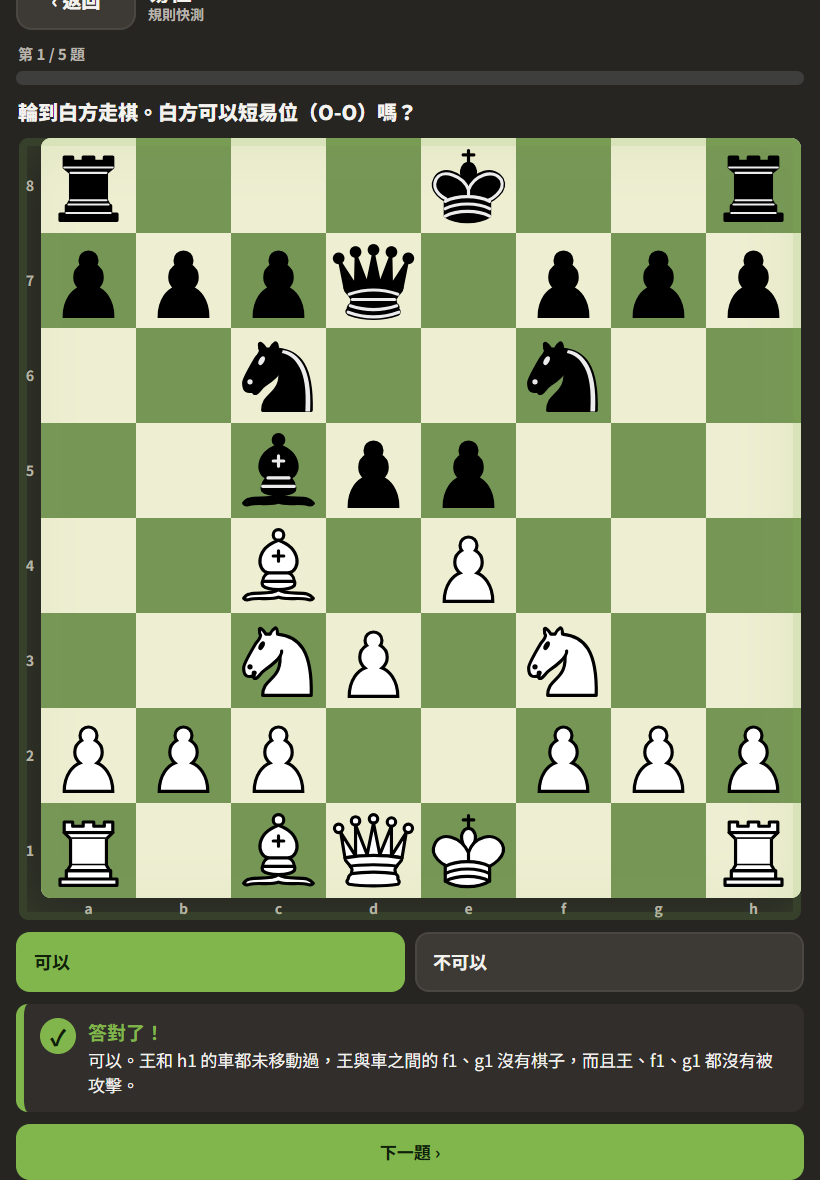 ‹ 返回
規則快測
第 1 / 5 題
輪到白方走棋。白方可以短易位（O-O）嗎？
8
7
6
5
4
3
2
1
a b c d e f g h
可以
不可以
✓ 答對了！
可以。王和 h1 的車都未移動過，王與車之間的 f1、g1 沒有棋子，而且王、f1、g1 都沒有被
攻擊。
下一題 ›